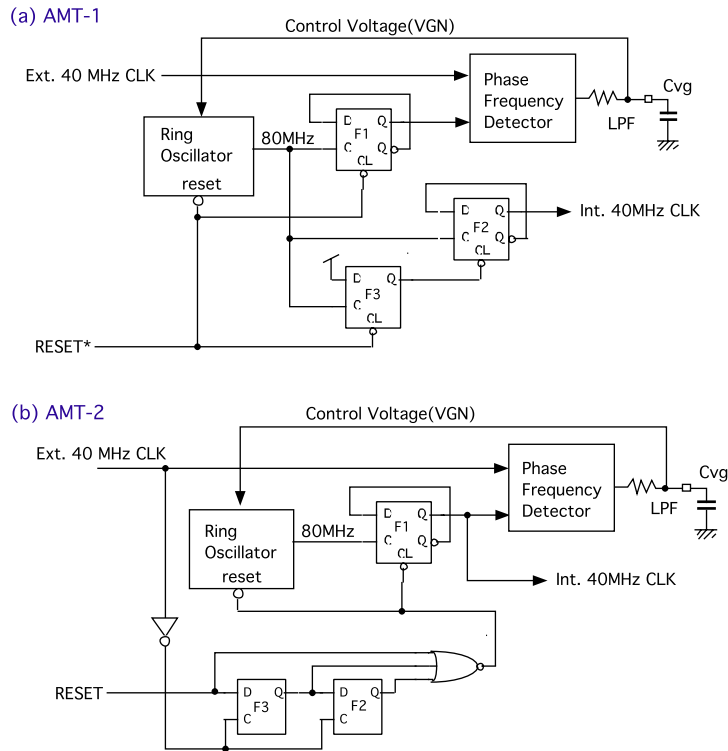 (a) AMT-1
Control Voltage(VGN)
Ext. 40 MHz CLK
Phase
Frequency
Detector
Cvg
LPF
Ring
Oscillator
reset
80MHz
D Q
F1
C Q
CL
D Q
F2
C Q
CL
Int. 40MHz CLK
D Q
F3
C
CL
RESET*
(b) AMT-2
Control Voltage(VGN)
Ext. 40 MHz CLK
Phase
Frequency
Detector
Cvg
LPF
Ring
Oscillator
reset
80MHz
D Q
F1
C Q
CL
Int. 40MHz CLK
RESET
D
F3
C
D Q
F2
C